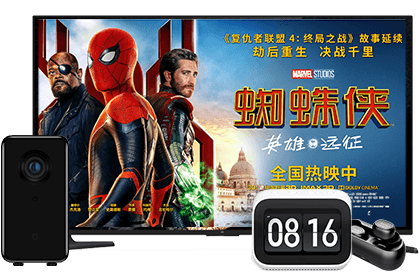 《复仇者联盟 4：终局之战》故事延续
劫后重生 决战千里
MARVEL STUDIOS
蜘蛛侠
英雄远征
全国热映中
IMAX 3D
DOLBY CINEMA
08 16